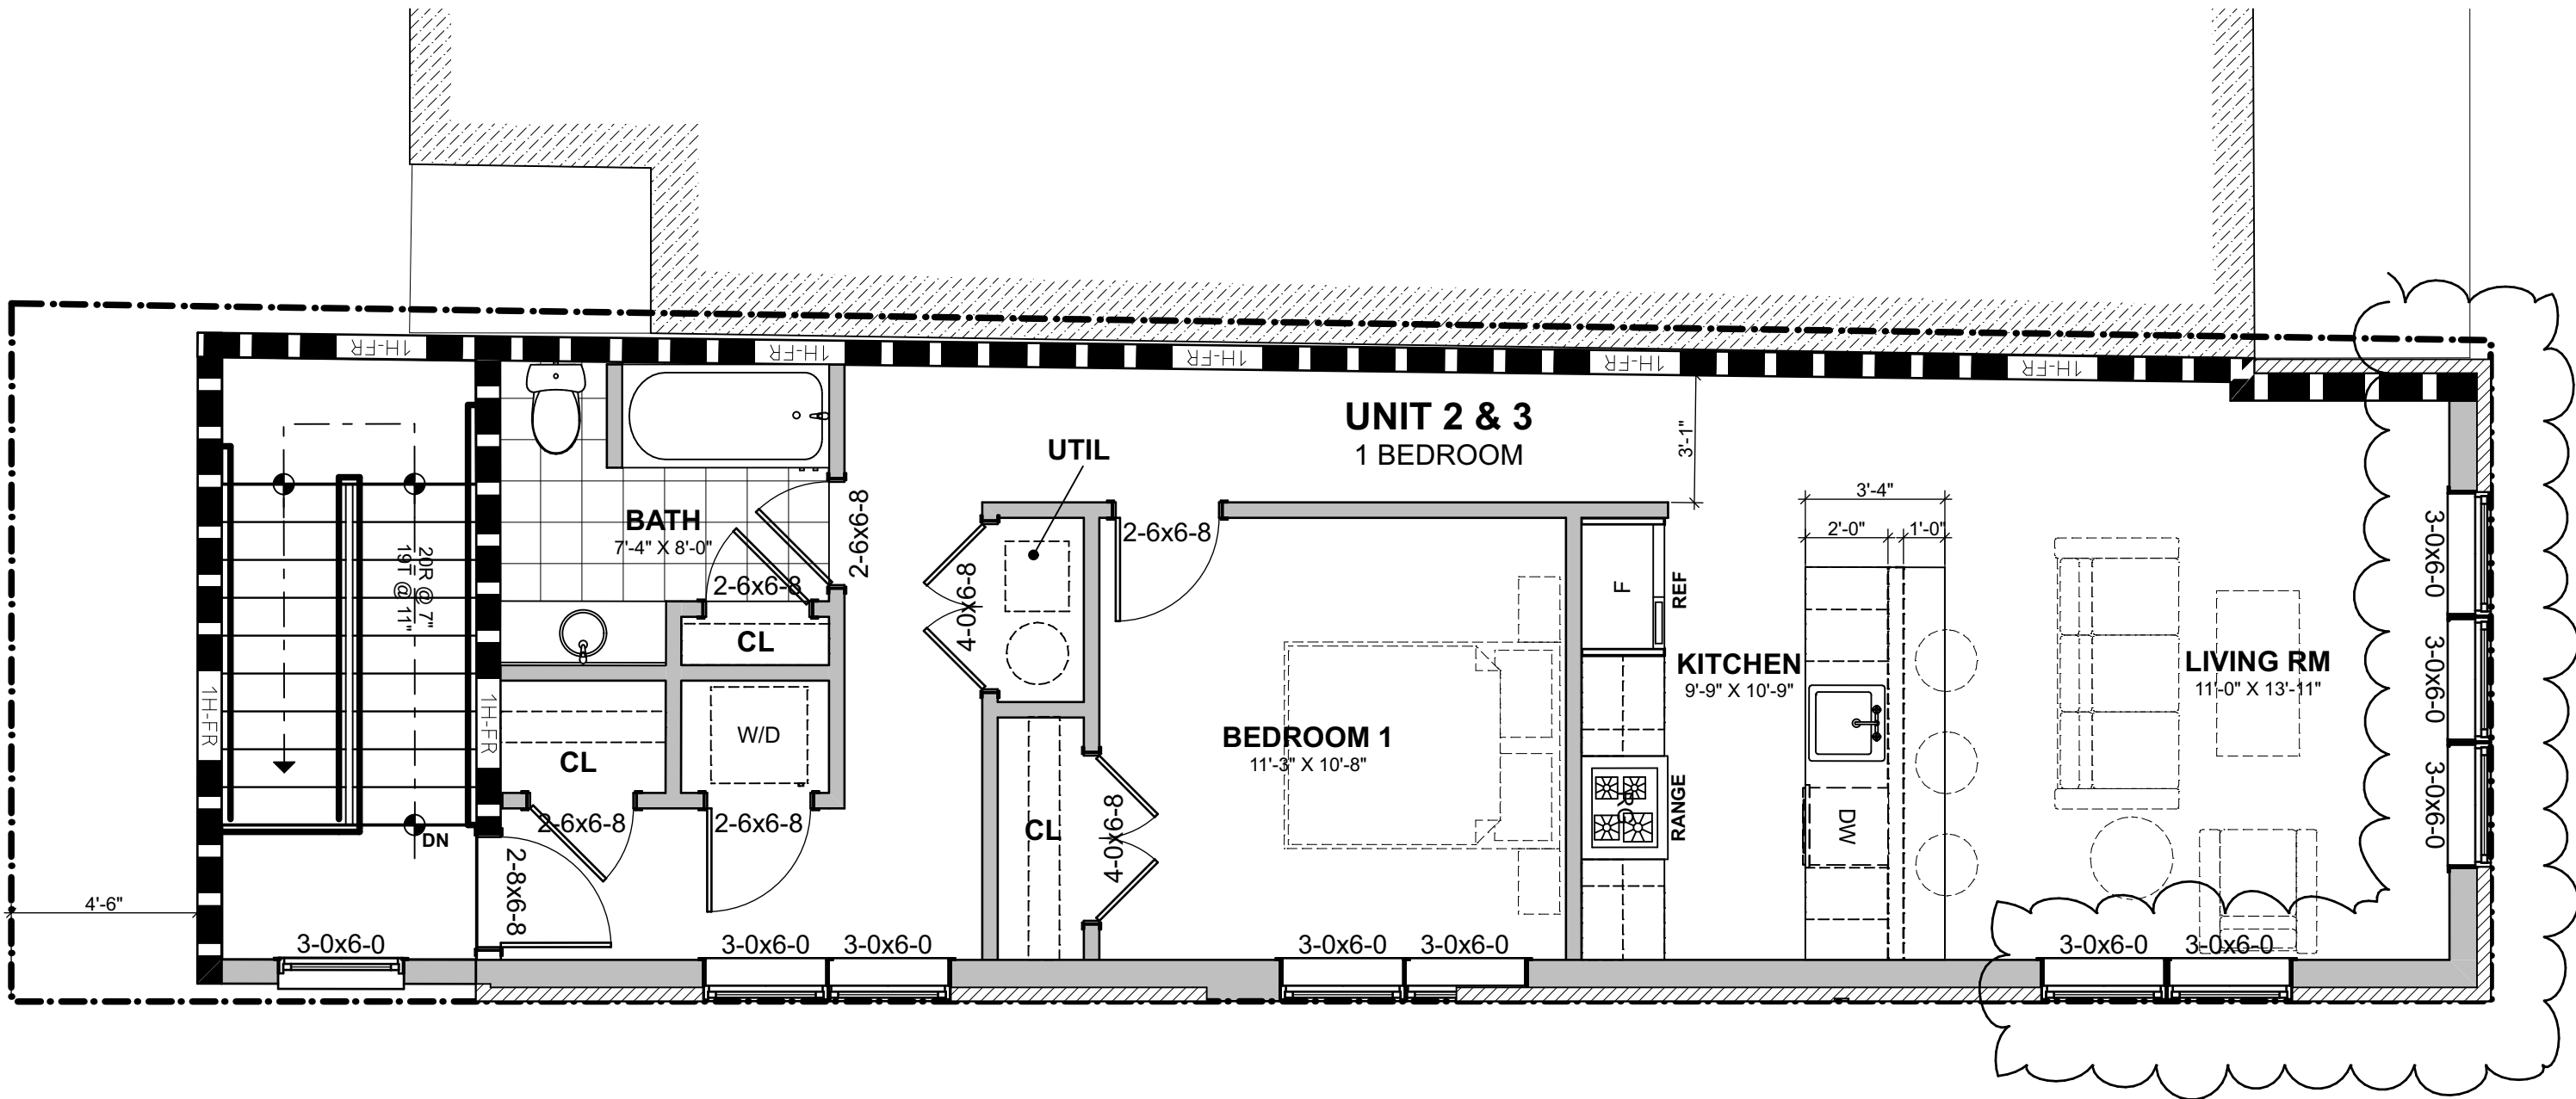 1H-FR
1H-FR
1H-FR
1H-FR
1H-FR
UNIT 2 & 3
1 BEDROOM
3'-1"
UTIL
3'-4"
2'-0"
1'-0"
BATH
7'-4" X 8'-0"
2-6x6-8
2-6x6-8
2-6x6-8
4-0x6-8
20R @ 7"
19T @ 11"
CL
F
REF
3-0x6-0
3-0x6-0
3-0x6-0
KITCHEN
9'-9" X 10'-9"
LIVING RM
11'-0" X 13'-11"
1H-FR
1H-FR
W/D
CL
BEDROOM 1
11'-3" X 10'-8"
RG
RANGE
DW
2-6x6-8
2-6x6-8
CL
4-0x6-8
DN
2-8x6-8
4'-6"
3-0x6-0
3-0x6-0
3-0x6-0
3-0x6-0
3-0x6-0
3-0x6-0
3-0x6-0